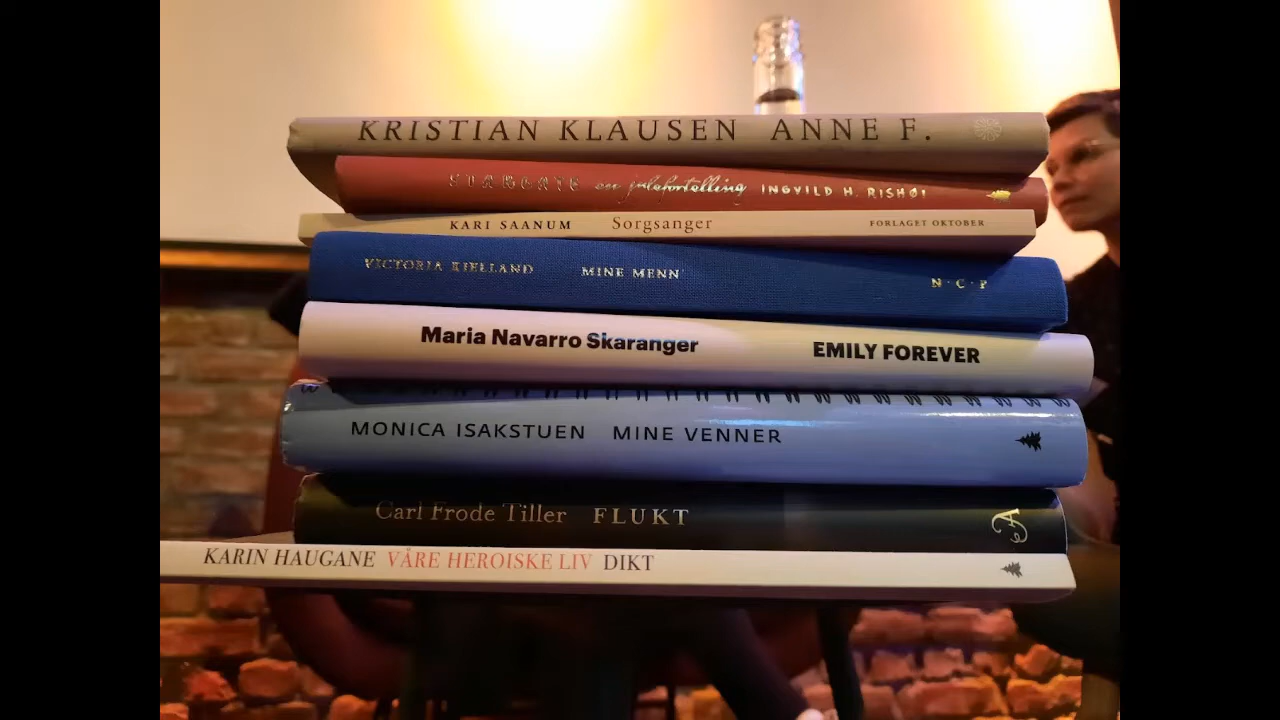 KRISTIAN KLAUSEN ANNE F.
STARGATE en julefortelling INGVILD H. RISHØI
KARI SAANUM Sorgsanger FORLAGET OKTOBER
VICTORIA KIELLAND MINE MENN N·C·P
Maria Navarro Skaranger EMILY FOREVER
MONICA ISAKSTUEN MINE VENNER
Carl Frode Tiller FLUKT A
KARIN HAUGANE VÅRE HEROISKE LIV DIKT